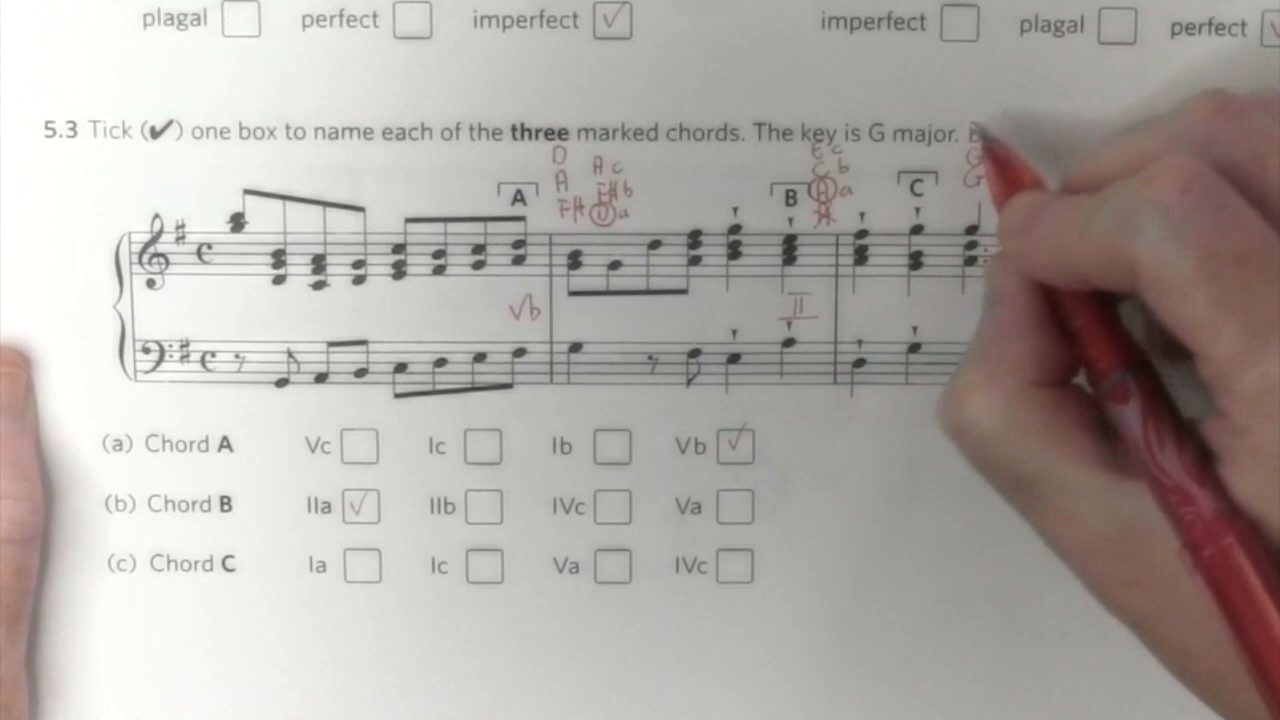 plagal perfect imperfect ✓ imperfect plagal perfect
5.3 Tick (✔) one box to name each of the three marked chords. The key is G major.
D
A
F#
A c
F# b
D a
E c
C b
A a
A
G
G
A B C
Vb II
(a) Chord A Vc Ic Ib Vb ✓
(b) Chord B IIa ✓ IIb IVc Va
(c) Chord C Ia Ic Va IVc